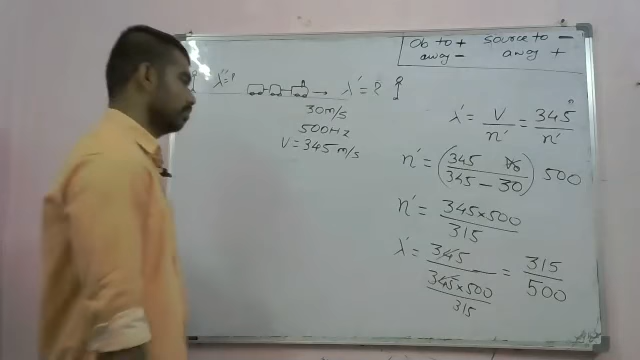 Ob to + source to -
away - away +
λ''=? λ' = ?
30 m/s
500Hz
V = 345 m/s
λ' = V/n' = 345/n'
n' = (345 / 345 - 30) 500
n' = 345×500/315
λ' = 345/(345×500/315) = 315/500